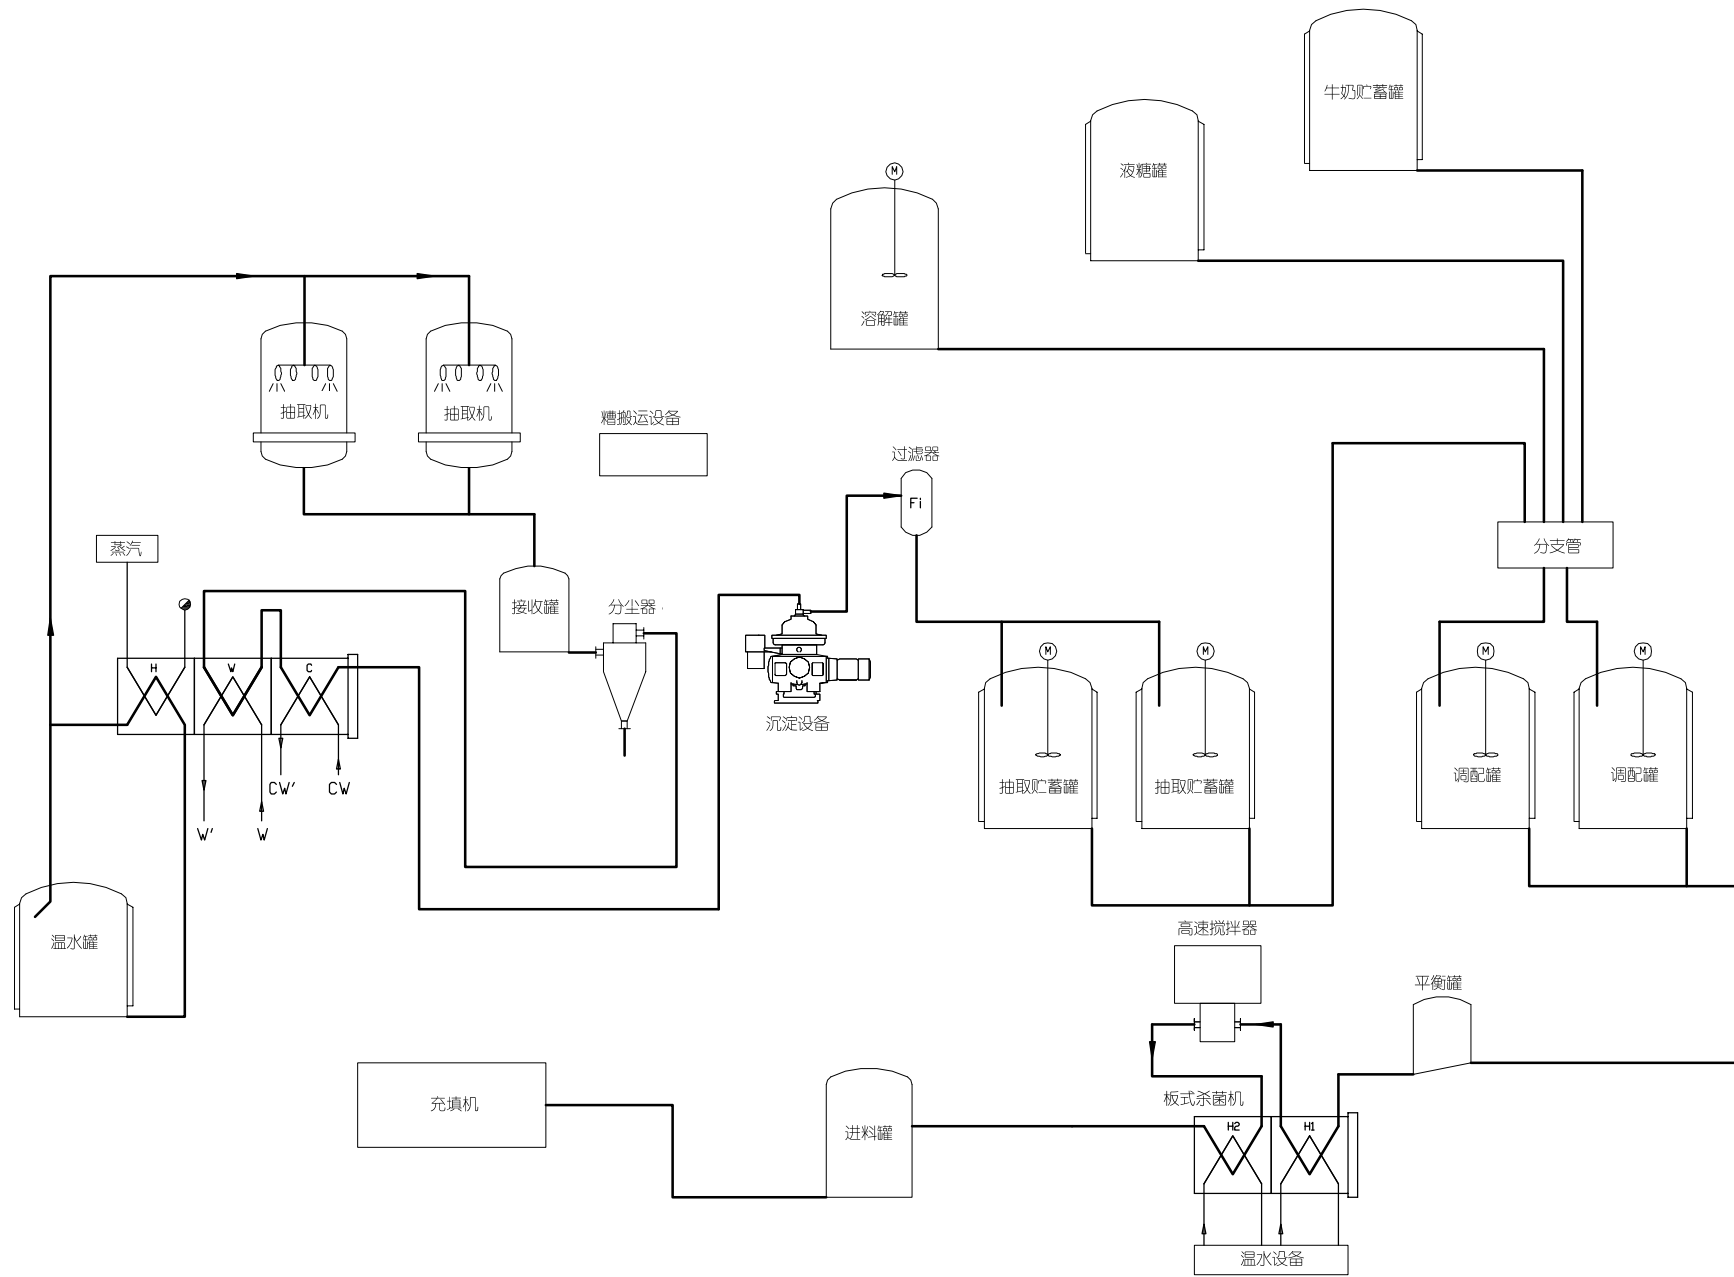 牛奶贮蓄罐
液糖罐
M
溶解罐
抽取机
抽取机
糟搬运设备
过滤器
Fi
蒸汽
分支管
接收罐
分尘器
H
W
C
M
M
M
M
沉淀设备
抽取贮蓄罐
抽取贮蓄罐
调配罐
调配罐
CW'
CW
W'
W
温水罐
高速搅拌器
平衡罐
充填机
进料罐
板式杀菌机
H2
H1
温水设备